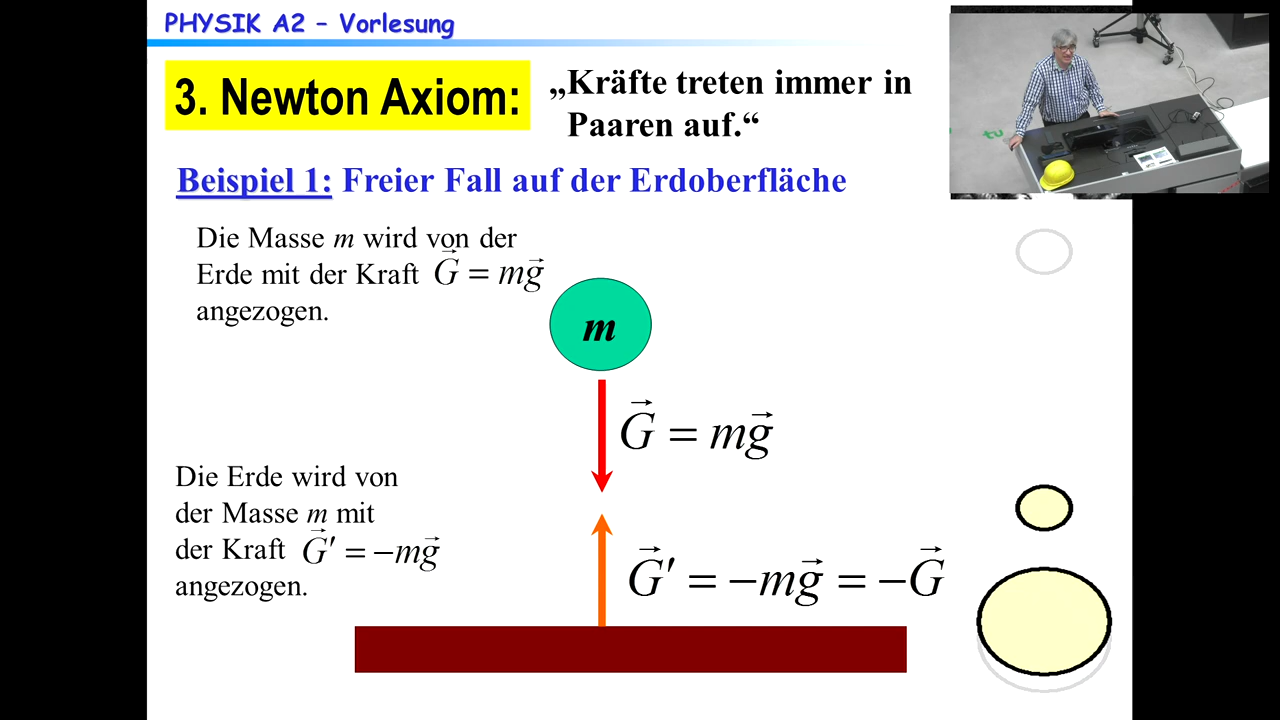 PHYSIK A2 – Vorlesung
3. Newton Axiom:
„Kräfte treten immer in
Paaren auf.“
Beispiel 1: Freier Fall auf der Erdoberfläche
Die Masse m wird von der
Erde mit der Kraft G⃗ = mg⃗
angezogen.
m
G⃗ = mg⃗
Die Erde wird von
der Masse m mit
der Kraft G⃗′ = −mg⃗
angezogen.
G⃗′ = −mg⃗ = −G⃗
tu